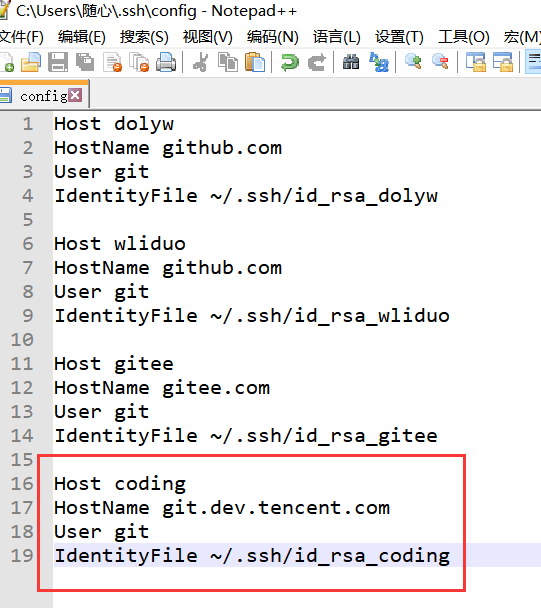 C:\Users\随心\.ssh\config - Notepad++
文件(F) 编辑(E) 搜索(S) 视图(V) 编码(N) 语言(L) 设置(T) 工具(O) 宏(M)
config
1 Host dolyw
2 HostName github.com
3 User git
4 IdentityFile ~/.ssh/id_rsa_dolyw
5
6 Host wliduo
7 HostName github.com
8 User git
9 IdentityFile ~/.ssh/id_rsa_wliduo
10
11 Host gitee
12 HostName gitee.com
13 User git
14 IdentityFile ~/.ssh/id_rsa_gitee
15
16 Host coding
17 HostName git.dev.tencent.com
18 User git
19 IdentityFile ~/.ssh/id_rsa_coding